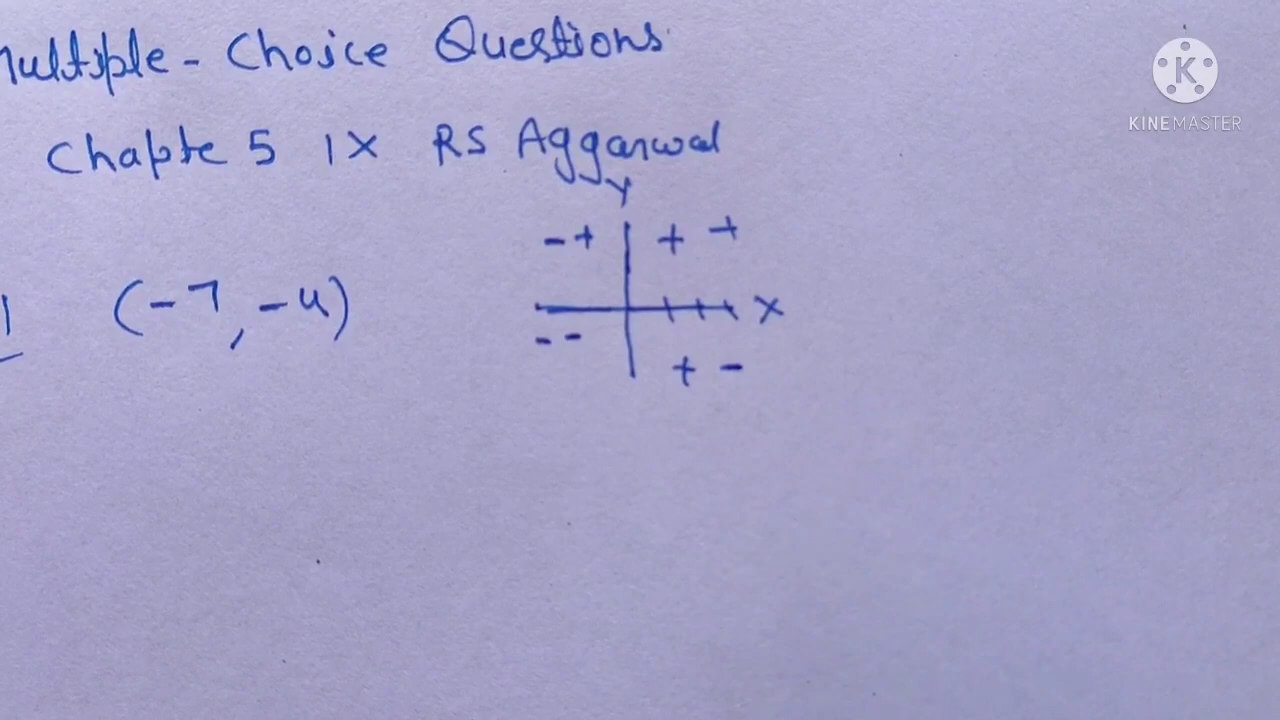 Multiple - Choice Questions
Chapte 5 IX RS Aggarwal
Y
- + + +
1 (-7, -4)
X
- - + -
K
KINEMASTER